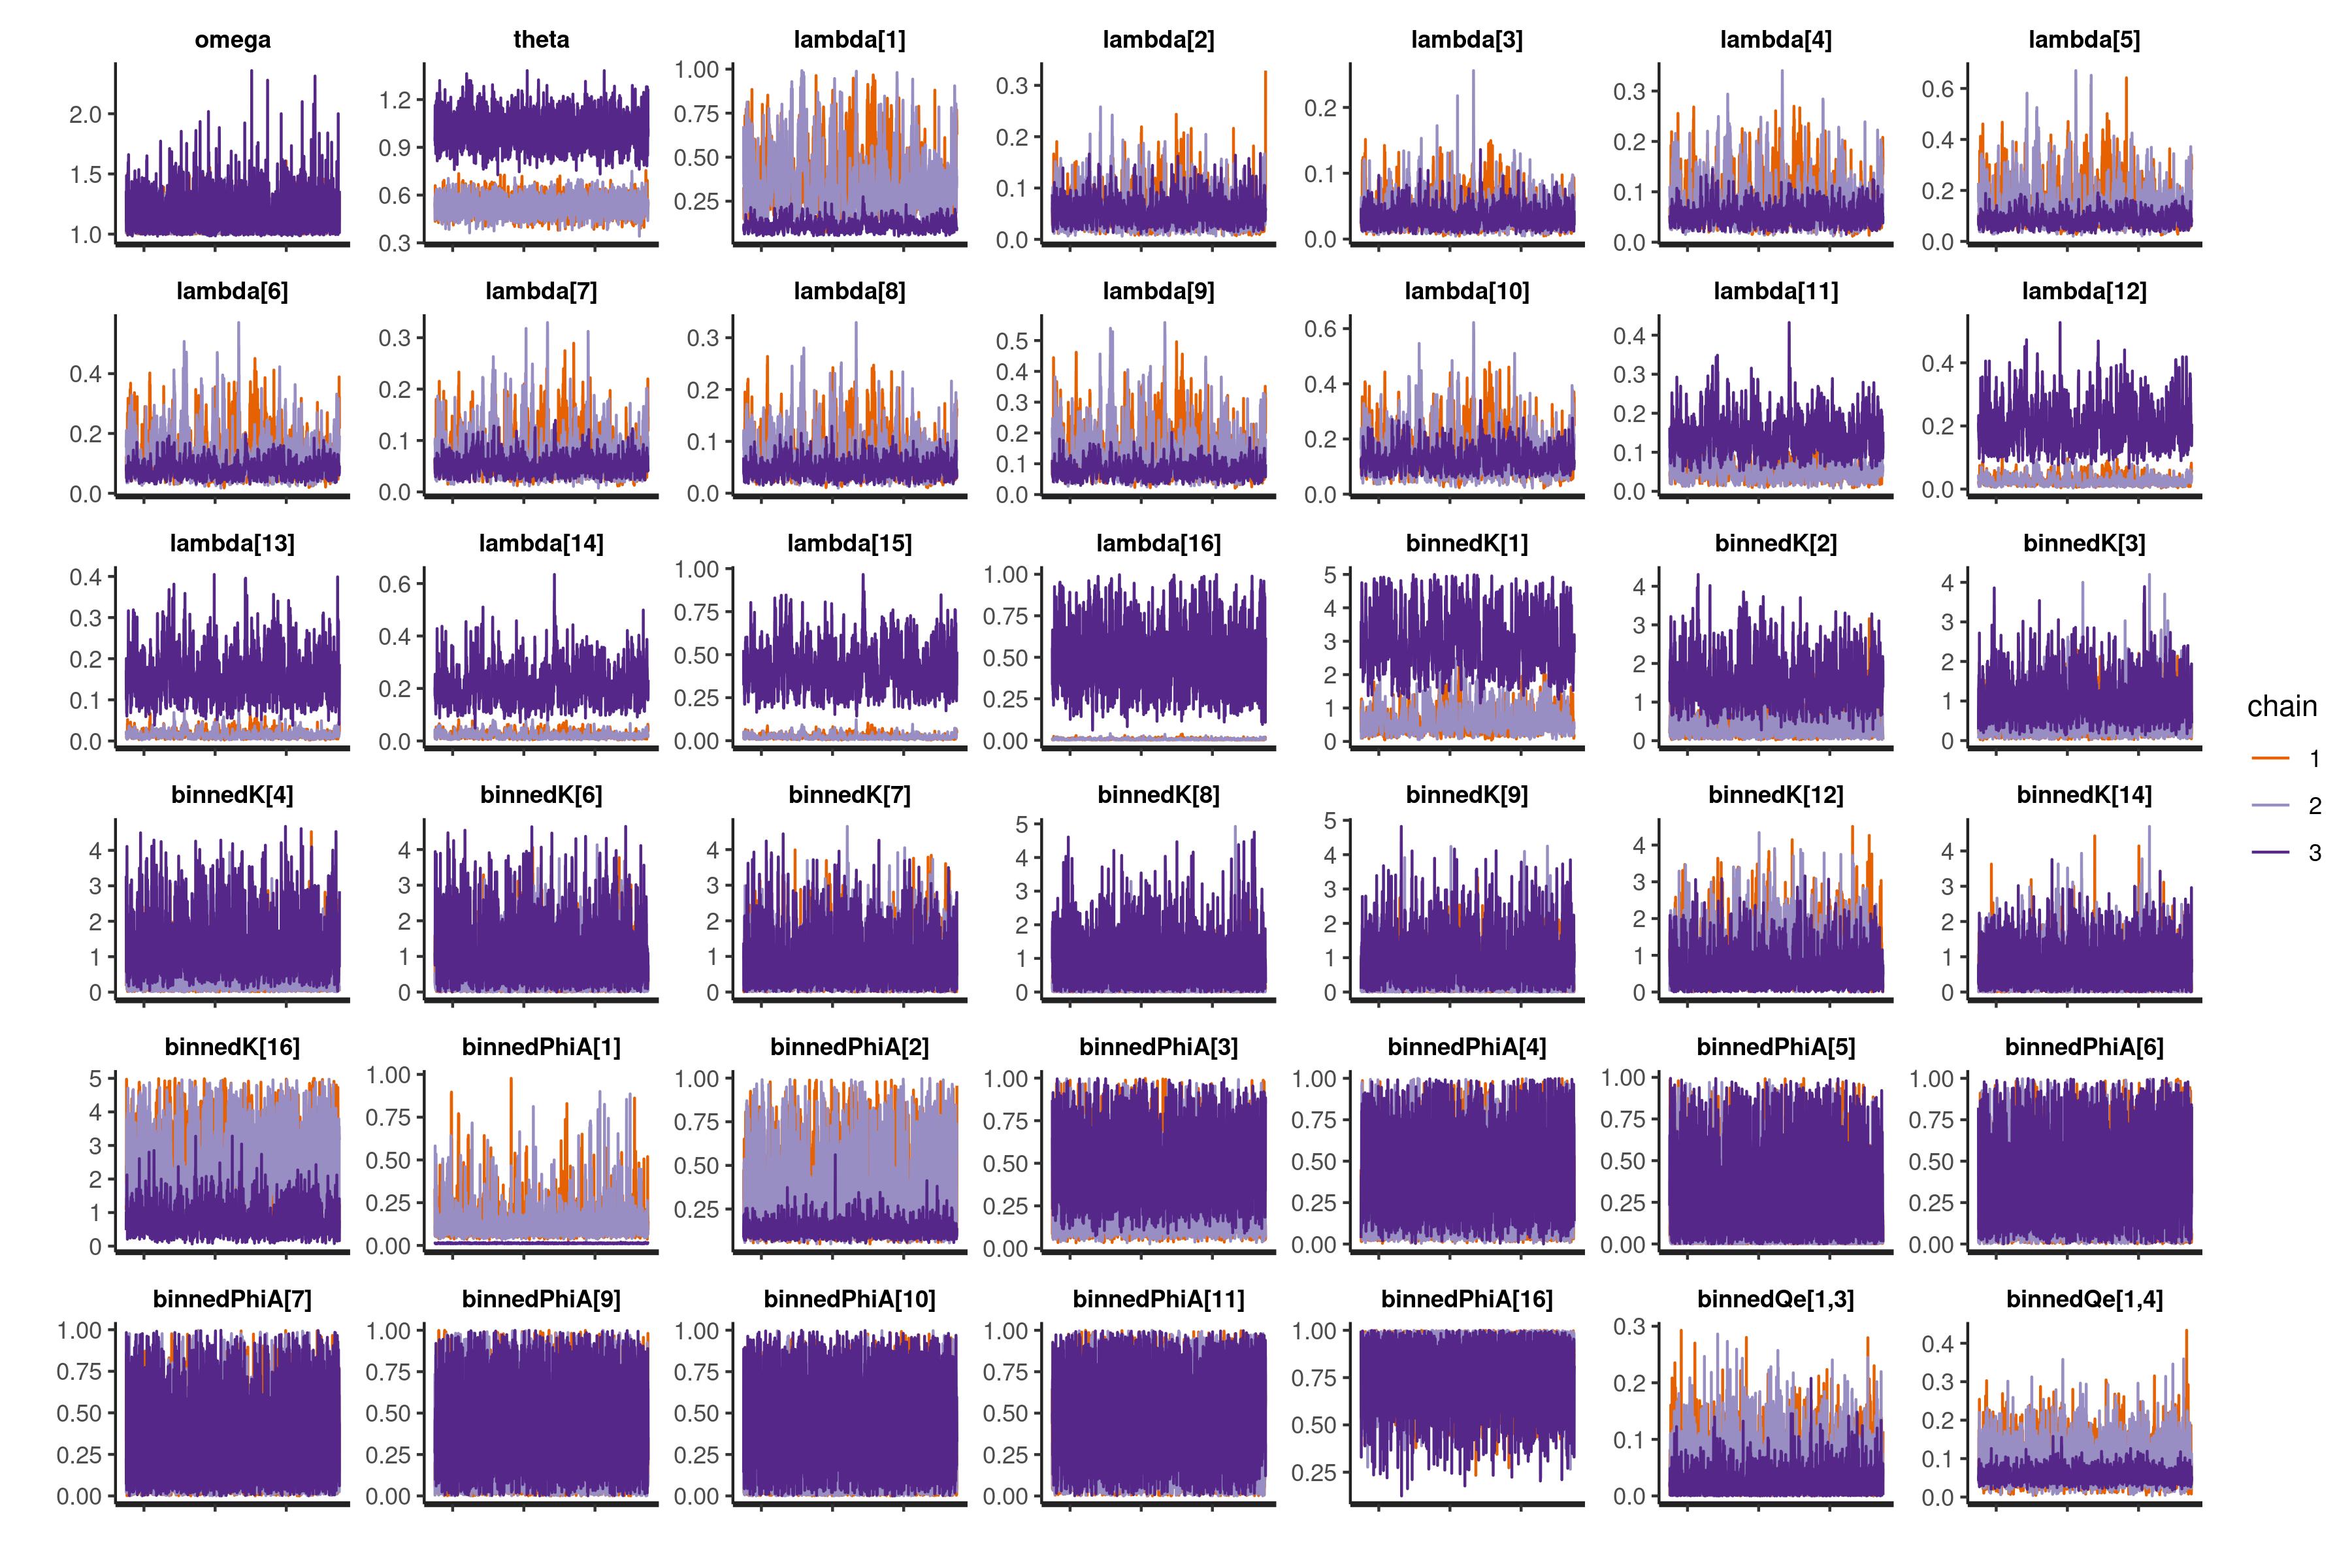 omega theta lambda[1] lambda[2] lambda[3] lambda[4] lambda[5]
2.0 1.5 1.0
1.2 0.9 0.6 0.3
1.00 0.75 0.50 0.25
0.3 0.2 0.1 0.0
0.2 0.1 0.0
0.3 0.2 0.1 0.0
0.6 0.4 0.2 0.0
lambda[6] lambda[7] lambda[8] lambda[9] lambda[10] lambda[11] lambda[12]
0.4 0.2 0.0
0.3 0.2 0.1 0.0
0.3 0.2 0.1 0.0
0.5 0.4 0.3 0.2 0.1 0.0
0.6 0.4 0.2 0.0
0.4 0.3 0.2 0.1 0.0
0.4 0.2 0.0
lambda[13] lambda[14] lambda[15] lambda[16] binnedK[1] binnedK[2] binnedK[3]
0.4 0.3 0.2 0.1 0.0
0.6 0.4 0.2 0.0
1.00 0.75 0.50 0.25 0.00
1.00 0.75 0.50 0.25 0.00
5 4 3 2 1 0
4 3 2 1 0
4 3 2 1 0
chain
1
2
3
binnedK[4] binnedK[6] binnedK[7] binnedK[8] binnedK[9] binnedK[12] binnedK[14]
4 3 2 1 0
4 3 2 1 0
4 3 2 1 0
5 4 3 2 1 0
5 4 3 2 1 0
4 3 2 1 0
4 3 2 1 0
binnedK[16] binnedPhiA[1] binnedPhiA[2] binnedPhiA[3] binnedPhiA[4] binnedPhiA[5] binnedPhiA[6]
5 4 3 2 1 0
1.00 0.75 0.50 0.25 0.00
1.00 0.75 0.50 0.25
1.00 0.75 0.50 0.25 0.00
1.00 0.75 0.50 0.25 0.00
1.00 0.75 0.50 0.25 0.00
1.00 0.75 0.50 0.25 0.00
binnedPhiA[7] binnedPhiA[9] binnedPhiA[10] binnedPhiA[11] binnedPhiA[16] binnedQe[1,3] binnedQe[1,4]
1.00 0.75 0.50 0.25 0.00
1.00 0.75 0.50 0.25 0.00
1.00 0.75 0.50 0.25 0.00
1.00 0.75 0.50 0.25 0.00
1.00 0.75 0.50 0.25
0.3 0.2 0.1 0.0
0.4 0.3 0.2 0.1 0.0